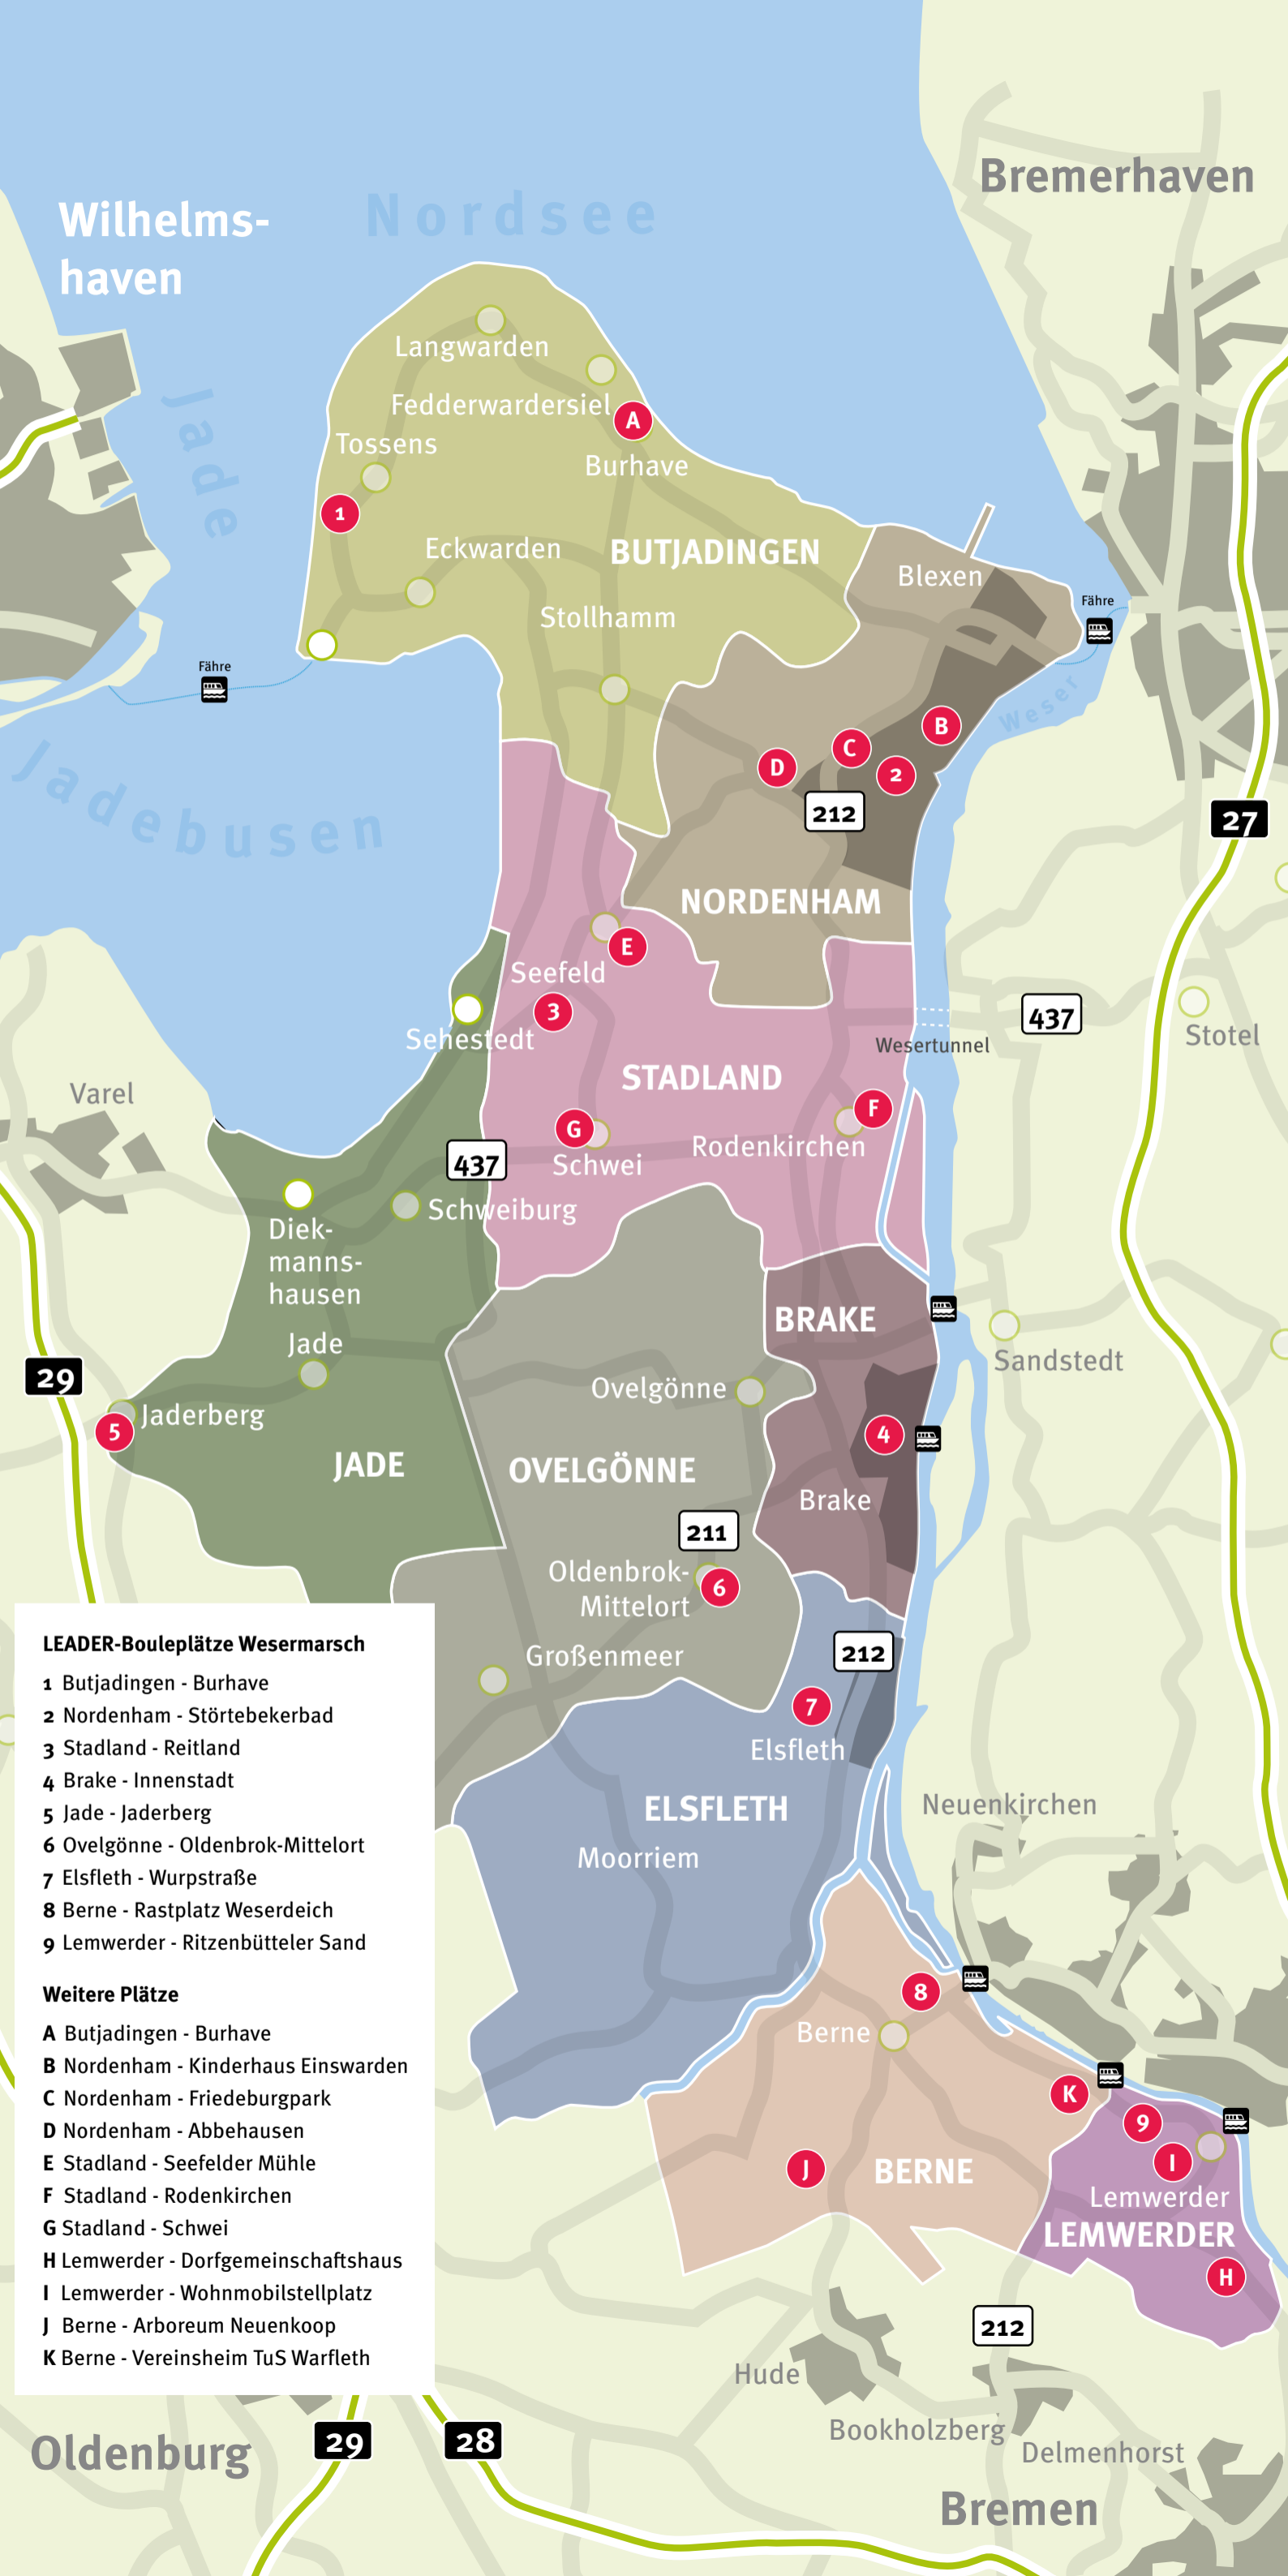 Bremerhaven
Wilhelms-
haven
Nordsee
Jade
Langwarden
Fedderwardersiel
A
Tossens
Burhave
1
Eckwarden
BUTJADINGEN
Blexen
Fähre
Stollhamm
Fähre
Weser
B
C
D
2
Jadebusen
212
27
NORDENHAM
E
Seefeld
3
437
Sehestedt
Stotel
Wesertunnel
STADLAND
Varel
F
G
Rodenkirchen
437
Schwei
Schweiburg
Diek-
manns-
hausen
BRAKE
Jade
Sandstedt
29
Ovelgönne
Jaderberg
5
4
JADE
OVELGÖNNE
Brake
211
Oldenbrok-
Mittelort
6
Großenmeer
212
7
Elsfleth
ELSFLETH
Neuenkirchen
Moorriem
LEADER-Bouleplätze Wesermarsch
1 Butjadingen - Burhave
2 Nordenham - Störtebekerbad
3 Stadland - Reitland
4 Brake - Innenstadt
5 Jade - Jaderberg
6 Ovelgönne - Oldenbrok-Mittelort
7 Elsfleth - Wurpstraße
8 Berne - Rastplatz Weserdeich
9 Lemwerder - Ritzenbütteler Sand
Weitere Plätze
A Butjadingen - Burhave
B Nordenham - Kinderhaus Einswarden
C Nordenham - Friedeburgpark
D Nordenham - Abbehausen
E Stadland - Seefelder Mühle
F Stadland - Rodenkirchen
G Stadland - Schwei
H Lemwerder - Dorfgemeinschaftshaus
I Lemwerder - Wohnmobilstellplatz
J Berne - Arboreum Neuenkoop
K Berne - Vereinsheim TuS Warfleth
8
Berne
K
9
I
J
BERNE
Lemwerder
LEMWERDER
H
212
Hude
Bookholzberg
Oldenburg
29
28
Delmenhorst
Bremen